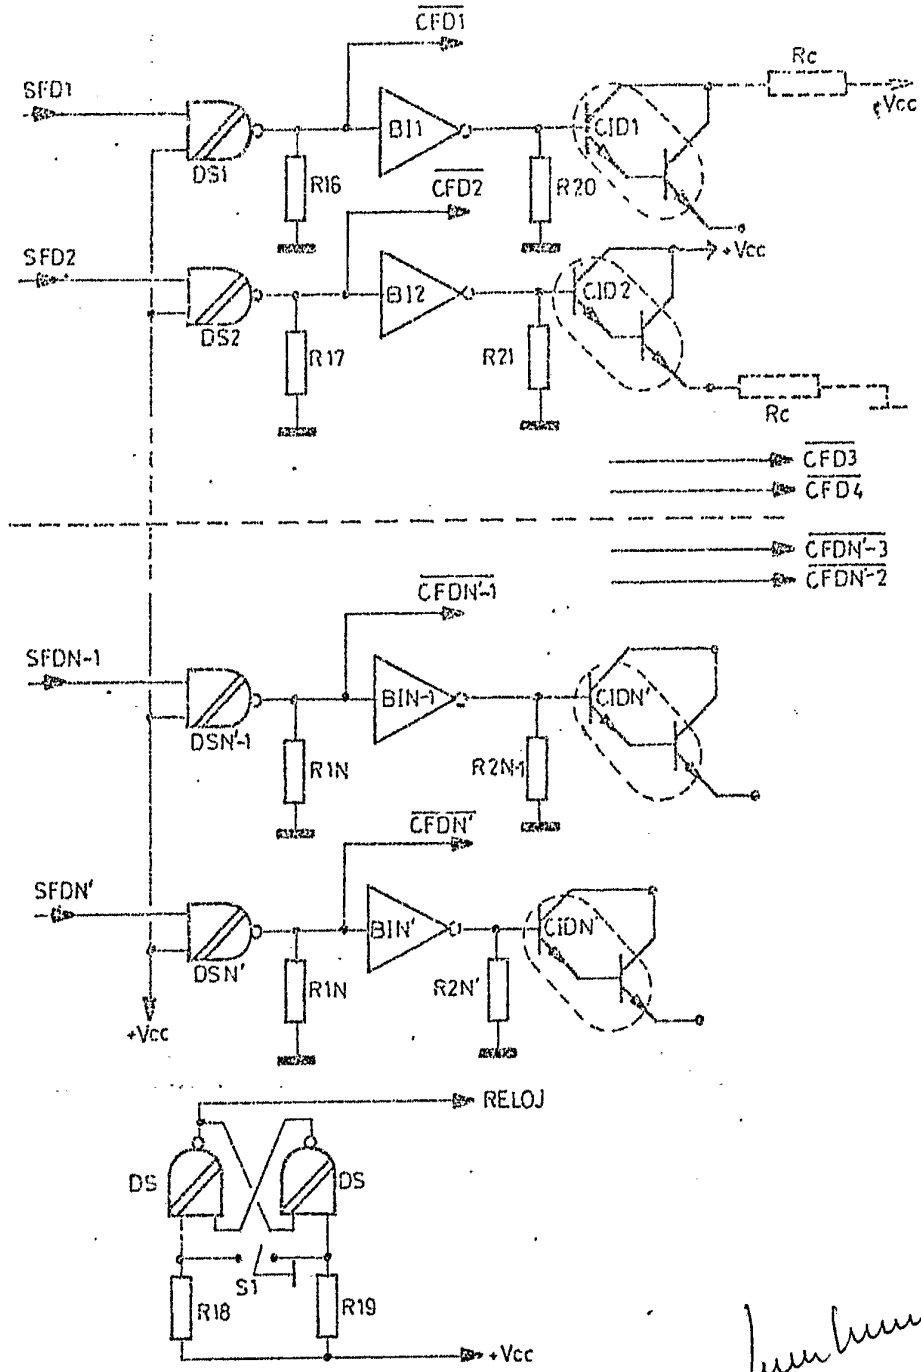 CFD1
Rc
SFD1
+Vcc
BI1
CID1
DS1
R16
CFD2
R20
SFD2
+Vcc
BI2
CID2
DS2
R17
R21
Rc
CFD3
CFD4
CFDN'-3
CFDN'-2
CFDN'-1
SFDN-1
BIN-1
CIDN'
DSN'-1
R1N
R2N-1
CFDN'
SFDN'
BIN'
CIDN'
DSN'
R1N
R2N'
+Vcc
RELOJ
DS
DS
S1
R18
R19
+Vcc